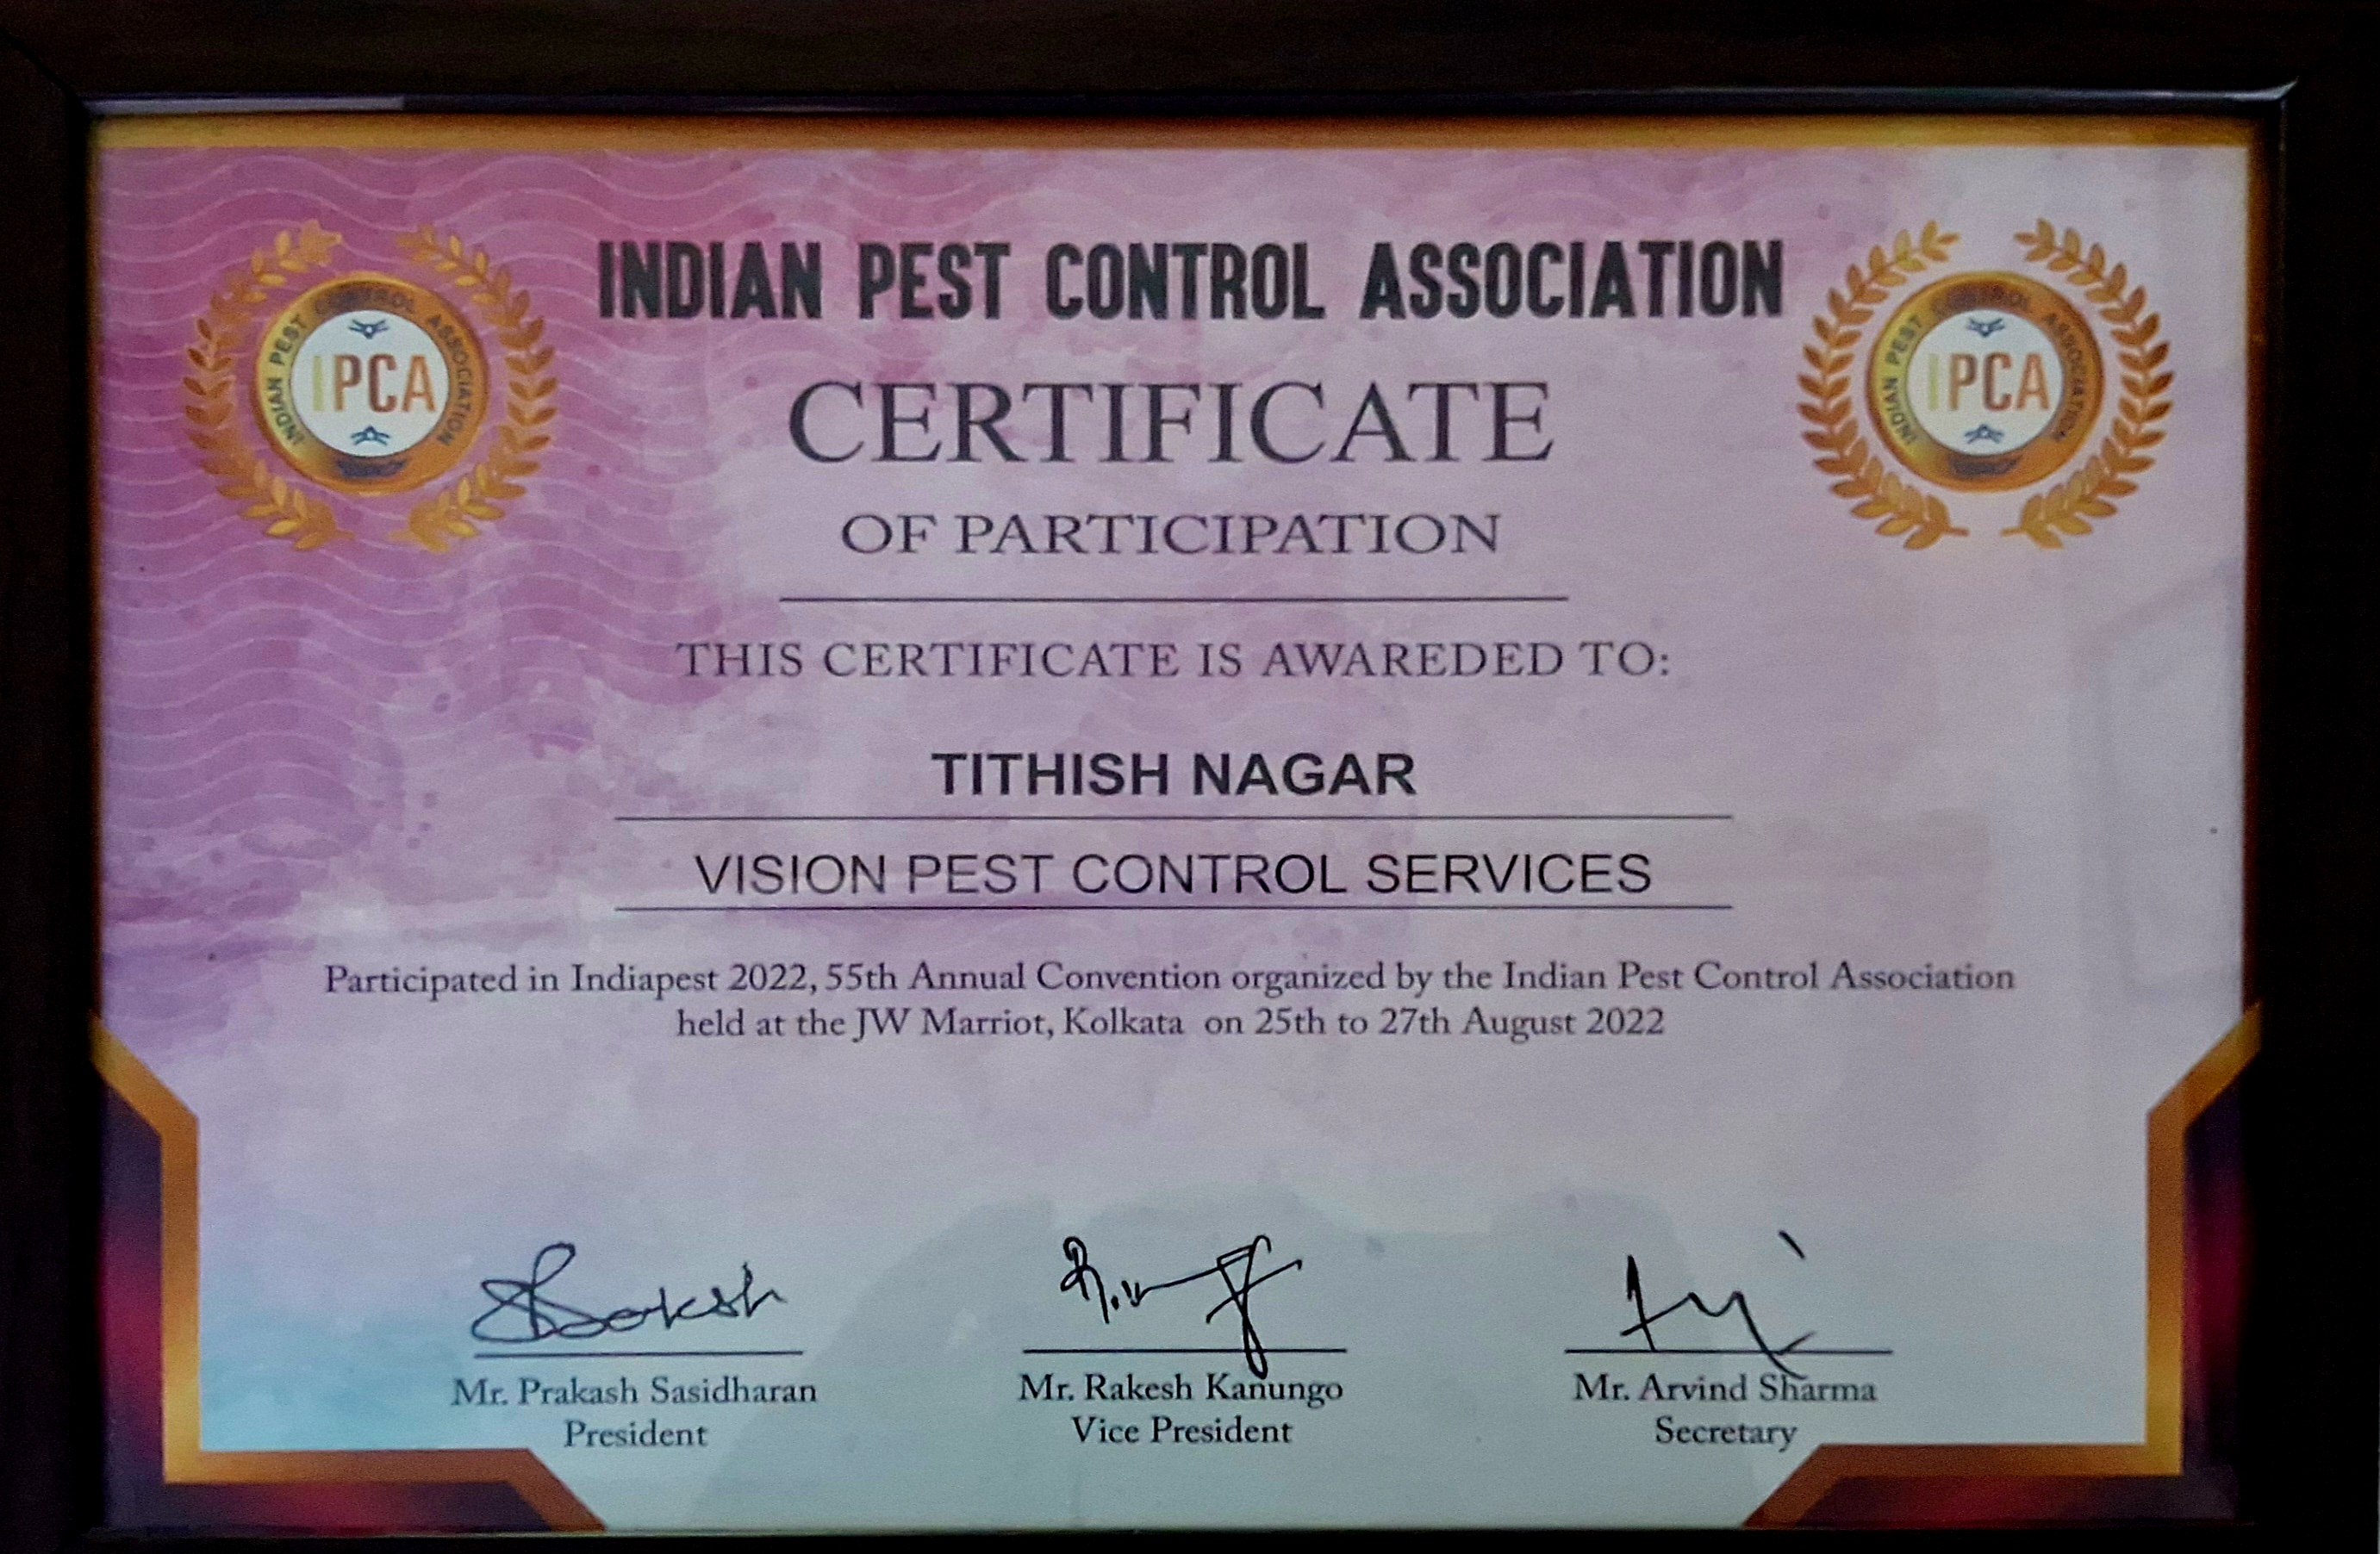 INDIAN PEST CONTROL ASSOCIATION
INDIAN PEST CONTROL ASSOCIATION
IPCA
INDIAN PEST CONTROL ASSOCIATION
IPCA
CERTIFICATE
OF PARTICIPATION
THIS CERTIFICATE IS AWAREDED TO:
TITHISH NAGAR
VISION PEST CONTROL SERVICES
Participated in Indiapest 2022, 55th Annual Convention organized by the Indian Pest Control Association
held at the JW Marriot, Kolkata on 25th to 27th August 2022
Mr. Prakash Sasidharan
President
Mr. Rakesh Kanungo
Vice President
Mr. Arvind Sharma
Secretary